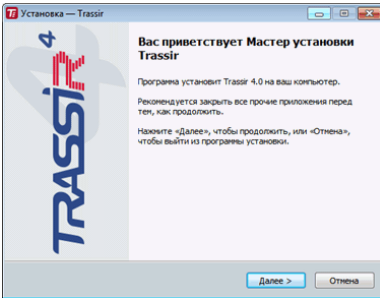 Установка — Trassir
TRASSIR 4
Вас приветствует Мастер установки
Trassir
Программа установит Trassir 4.0 на ваш компьютер.
Рекомендуется закрыть все прочие приложения перед
тем, как продолжить.
Нажмите «Далее», чтобы продолжить, или «Отмена»,
чтобы выйти из программы установки.
Далее >
Отмена